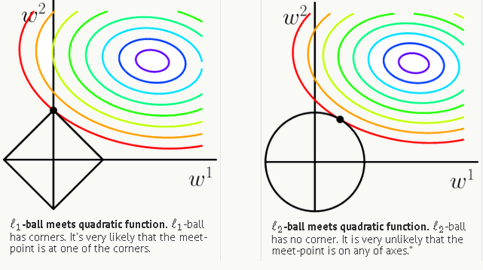 w²
w¹
ℓ₁-ball meets quadratic function. ℓ₁-ball
has corners. It's very likely that the meet-
point is at one of the corners.
w²
w¹
ℓ₂-ball meets quadratic function. ℓ₂-ball
has no corner. It is very unlikely that the
meet-point is on any of axes."